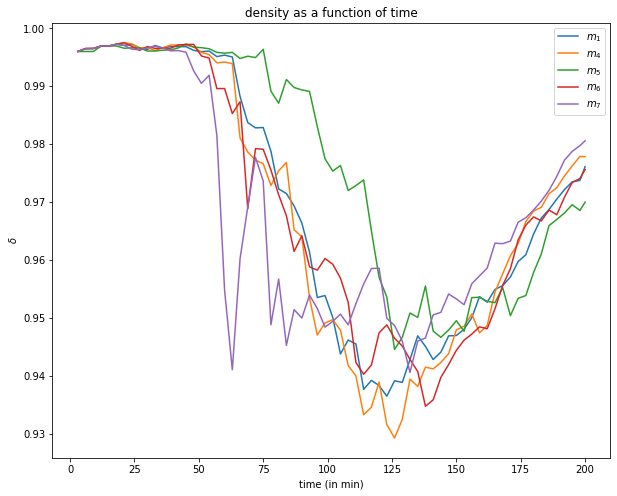 density as a function of time
1.00
0.99
0.98
0.97
0.96
0.95
0.94
0.93
δ
0 25 50 75 100 125 150 175 200
time (in min)
m₁
m₄
m₅
m₆
m₇